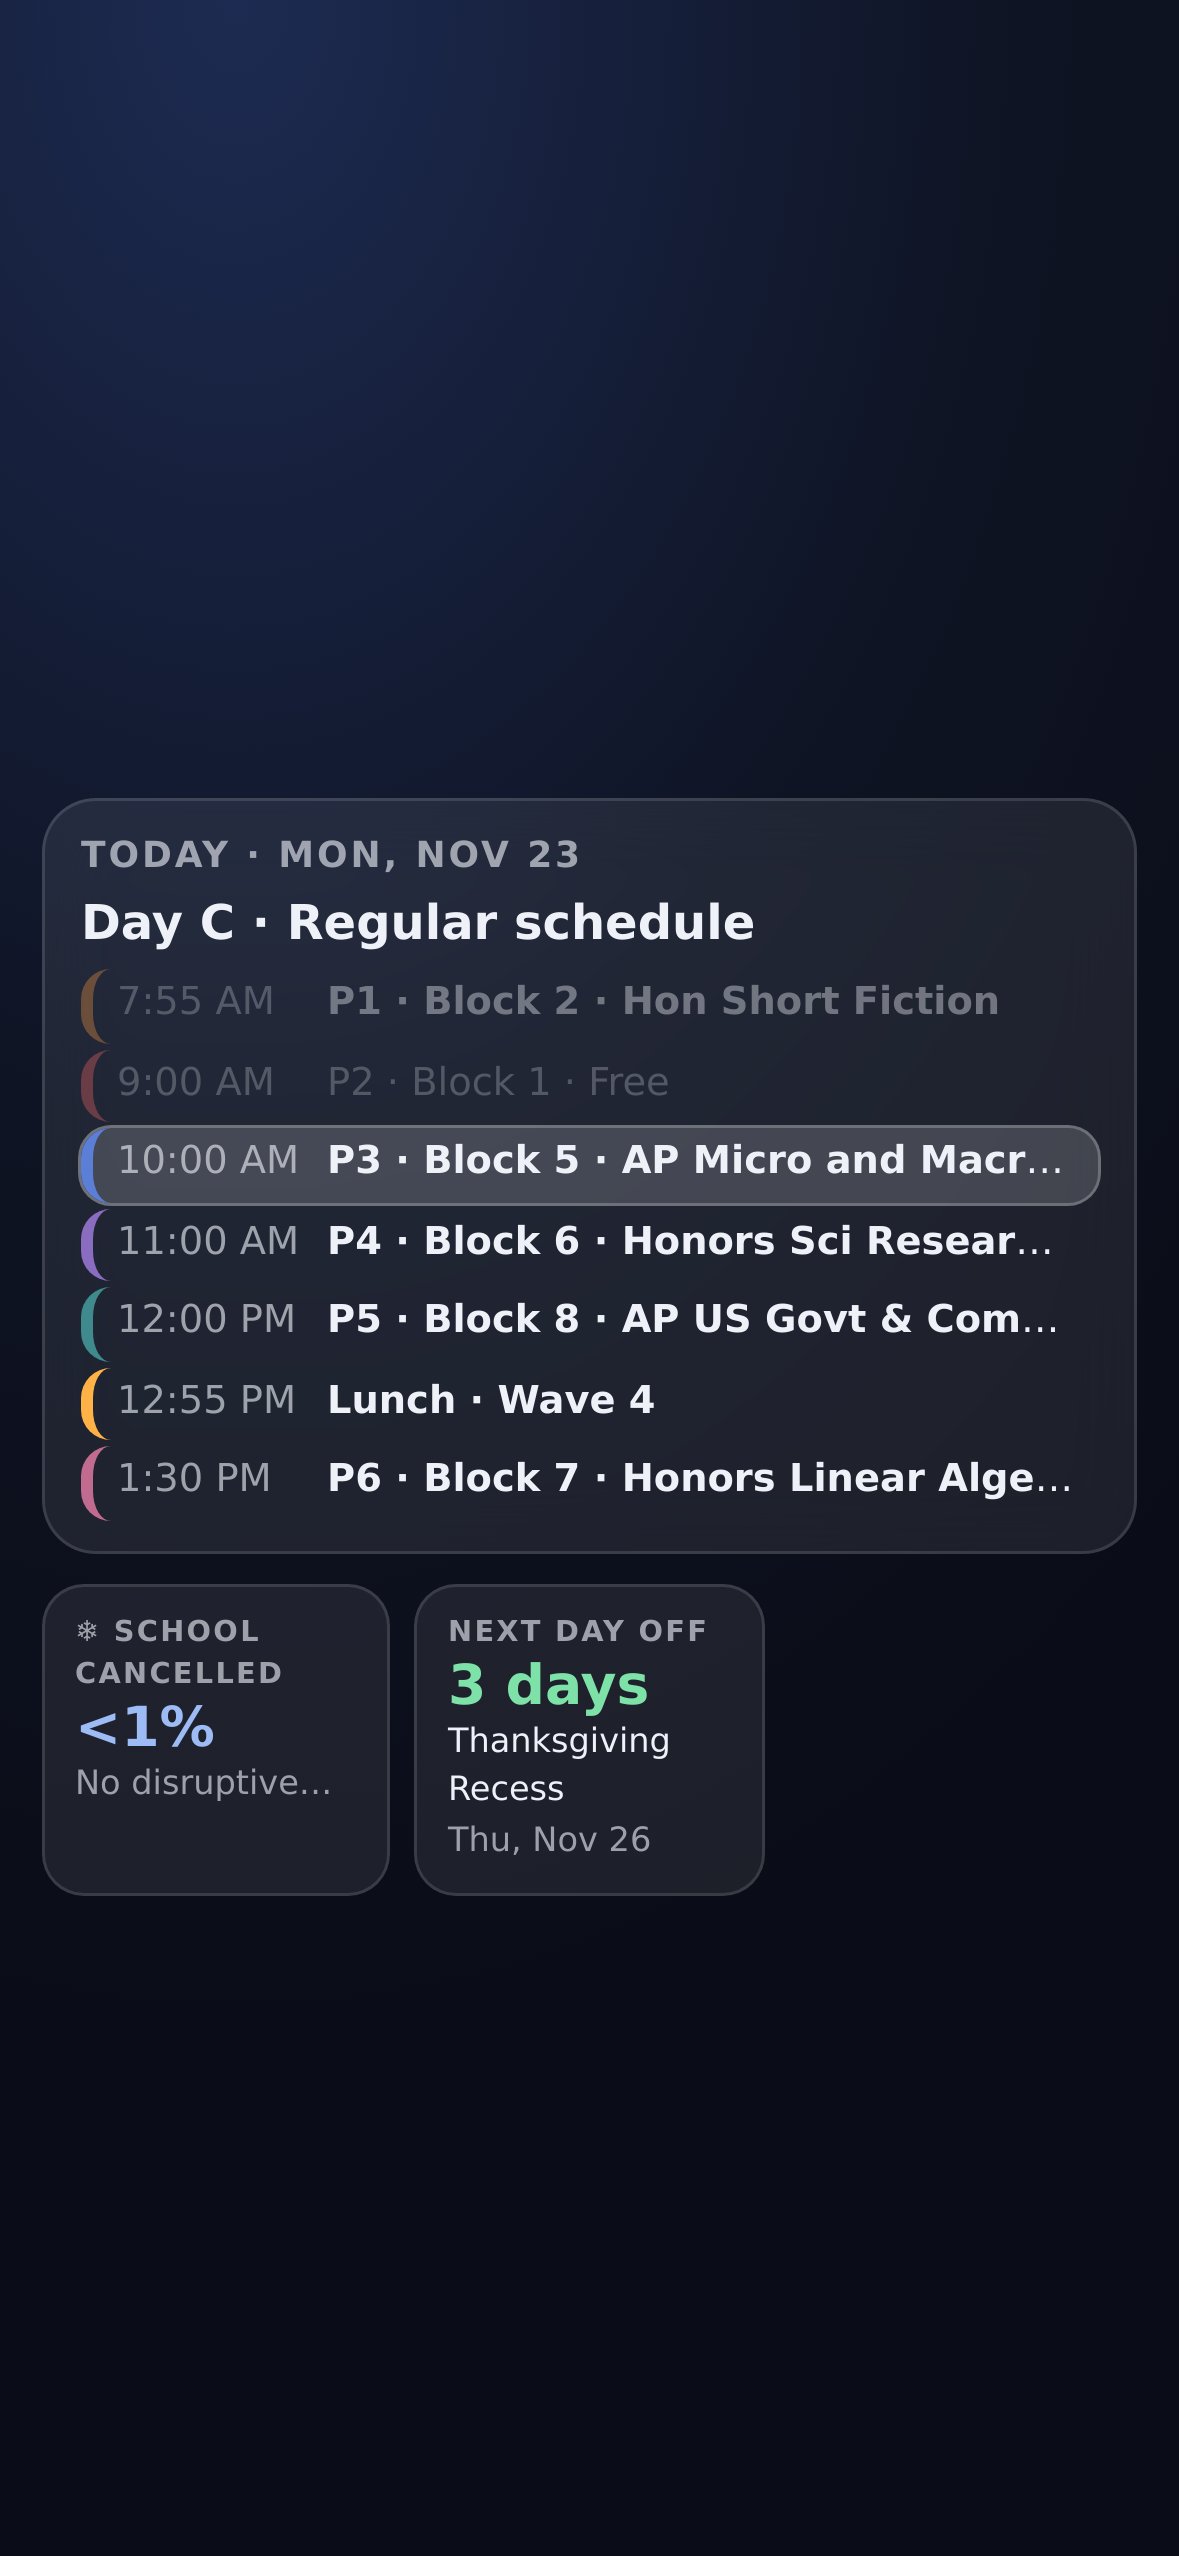 TODAY · MON, NOV 23
Day C · Regular schedule
7:55 AM P1 · Block 2 · Hon Short Fiction
9:00 AM P2 · Block 1 · Free
10:00 AM P3 · Block 5 · AP Micro and Macr…
11:00 AM P4 · Block 6 · Honors Sci Resear…
12:00 PM P5 · Block 8 · AP US Govt & Com…
12:55 PM Lunch · Wave 4
1:30 PM P6 · Block 7 · Honors Linear Alge…
❄ SCHOOL
CANCELLED
<1%
No disruptive…
NEXT DAY OFF
3 days
Thanksgiving
Recess
Thu, Nov 26